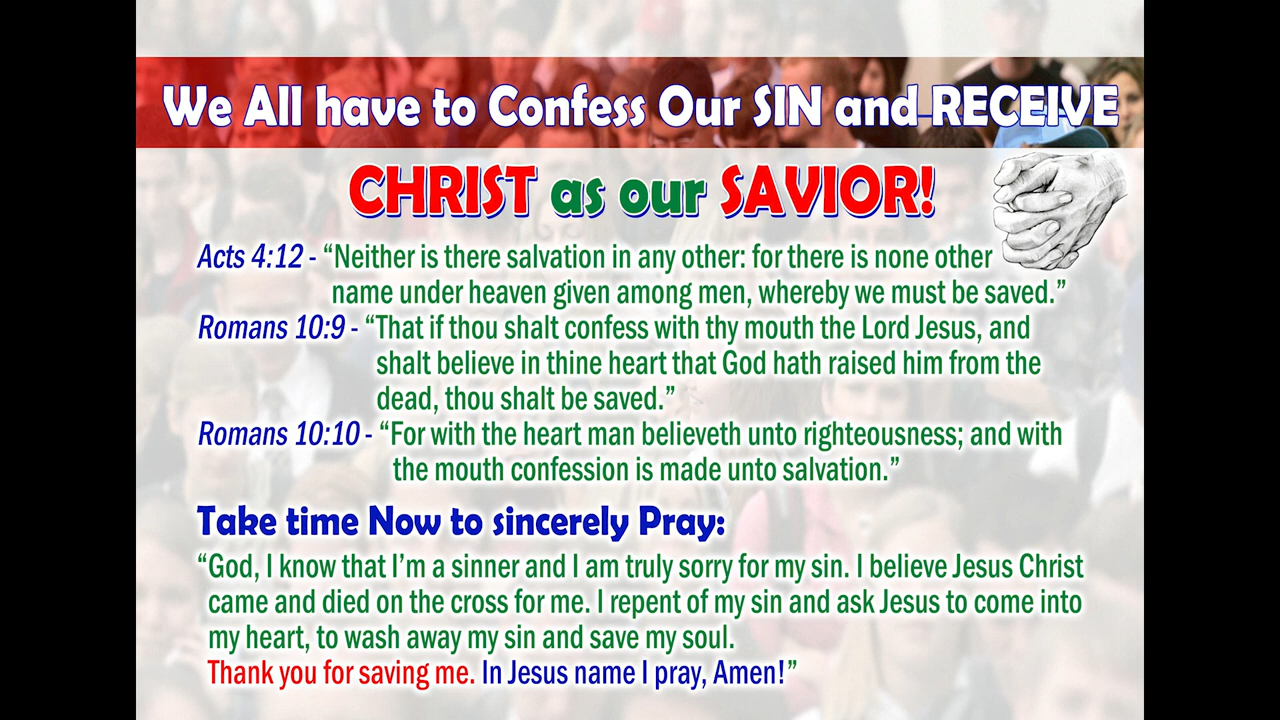 We All have to Confess Our SIN and RECEIVE
CHRIST as our SAVIOR!
Acts 4:12 - “Neither is there salvation in any other: for there is none other
name under heaven given among men, whereby we must be saved.”
Romans 10:9 - “That if thou shalt confess with thy mouth the Lord Jesus, and
shalt believe in thine heart that God hath raised him from the
dead, thou shalt be saved.”
Romans 10:10 - “For with the heart man believeth unto righteousness; and with
the mouth confession is made unto salvation.”
Take time Now to sincerely Pray:
“God, I know that I’m a sinner and I am truly sorry for my sin. I believe Jesus Christ
came and died on the cross for me. I repent of my sin and ask Jesus to come into
my heart, to wash away my sin and save my soul.
Thank you for saving me. In Jesus name I pray, Amen!”